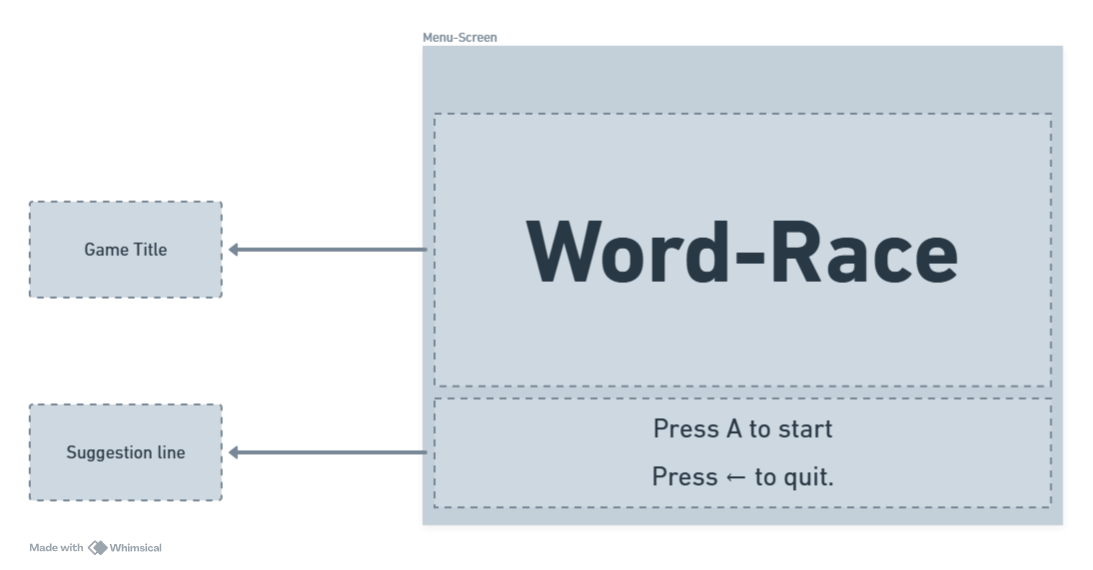 Menu-Screen
Game Title
Word-Race
Suggestion line
Press A to start
Press ← to quit.
Made with Whimsical